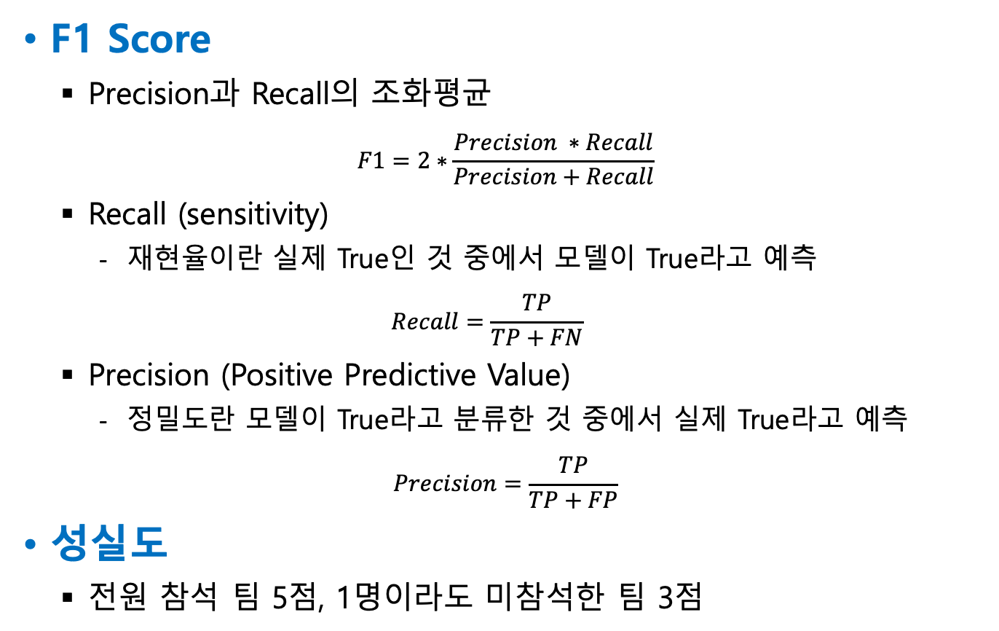 • F1 Score
▪ Precision과 Recall의 조화평균
F1 = 2 * \frac{Precision * Recall}{Precision + Recall}
▪ Recall (sensitivity)
- 재현율이란 실제 True인 것 중에서 모델이 True라고 예측
Recall = \frac{TP}{TP + FN}
▪ Precision (Positive Predictive Value)
- 정밀도란 모델이 True라고 분류한 것 중에서 실제 True라고 예측
Precision = \frac{TP}{TP + FP}
• 성실도
▪ 전원 참석 팀 5점, 1명이라도 미참석한 팀 3점